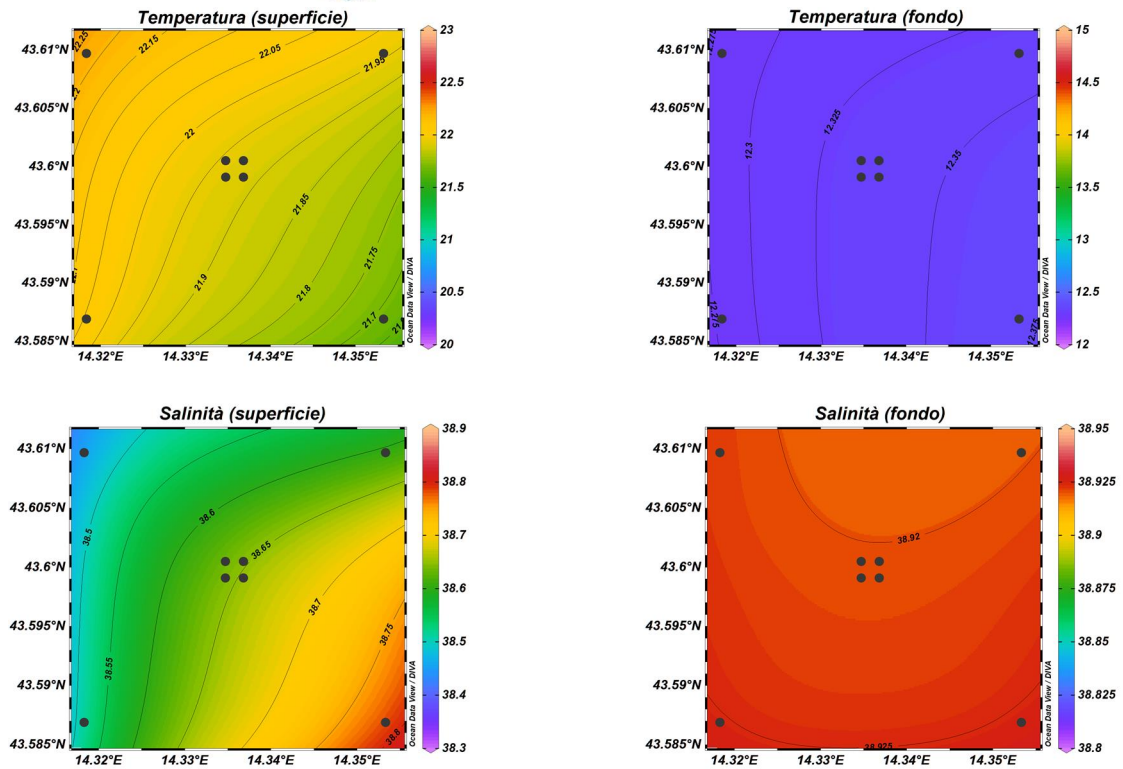 Temperatura (superficie)
43.61°N
43.605°N
43.6°N
43.595°N
43.59°N
43.585°N
14.32°E
14.33°E
14.34°E
14.35°E
22.25
22.15
22.05
21.95
22.2
22
21.85
21.9
21.8
21.75
21.7
23
22.5
22
21.5
21
20.5
20
Ocean Data View / DIVA
Temperatura (fondo)
43.61°N
43.605°N
43.6°N
43.595°N
43.59°N
43.585°N
14.32°E
14.33°E
14.34°E
14.35°E
12.275
12.3
12.325
12.35
12.275
12.375
15
14.5
14
13.5
13
12.5
12
Ocean Data View / DIVA
Salinità (superficie)
43.61°N
43.605°N
43.6°N
43.595°N
43.59°N
43.585°N
14.32°E
14.33°E
14.34°E
14.35°E
38.5
38.6
38.65
38.7
38.55
38.75
38.8
38.9
38.8
38.7
38.6
38.5
38.4
38.3
Ocean Data View / DIVA
Salinità (fondo)
43.61°N
43.605°N
43.6°N
43.595°N
43.59°N
43.585°N
14.32°E
14.33°E
14.34°E
14.35°E
38.92
38.925
38.95
38.925
38.9
38.875
38.85
38.825
38.8
Ocean Data View / DIVA